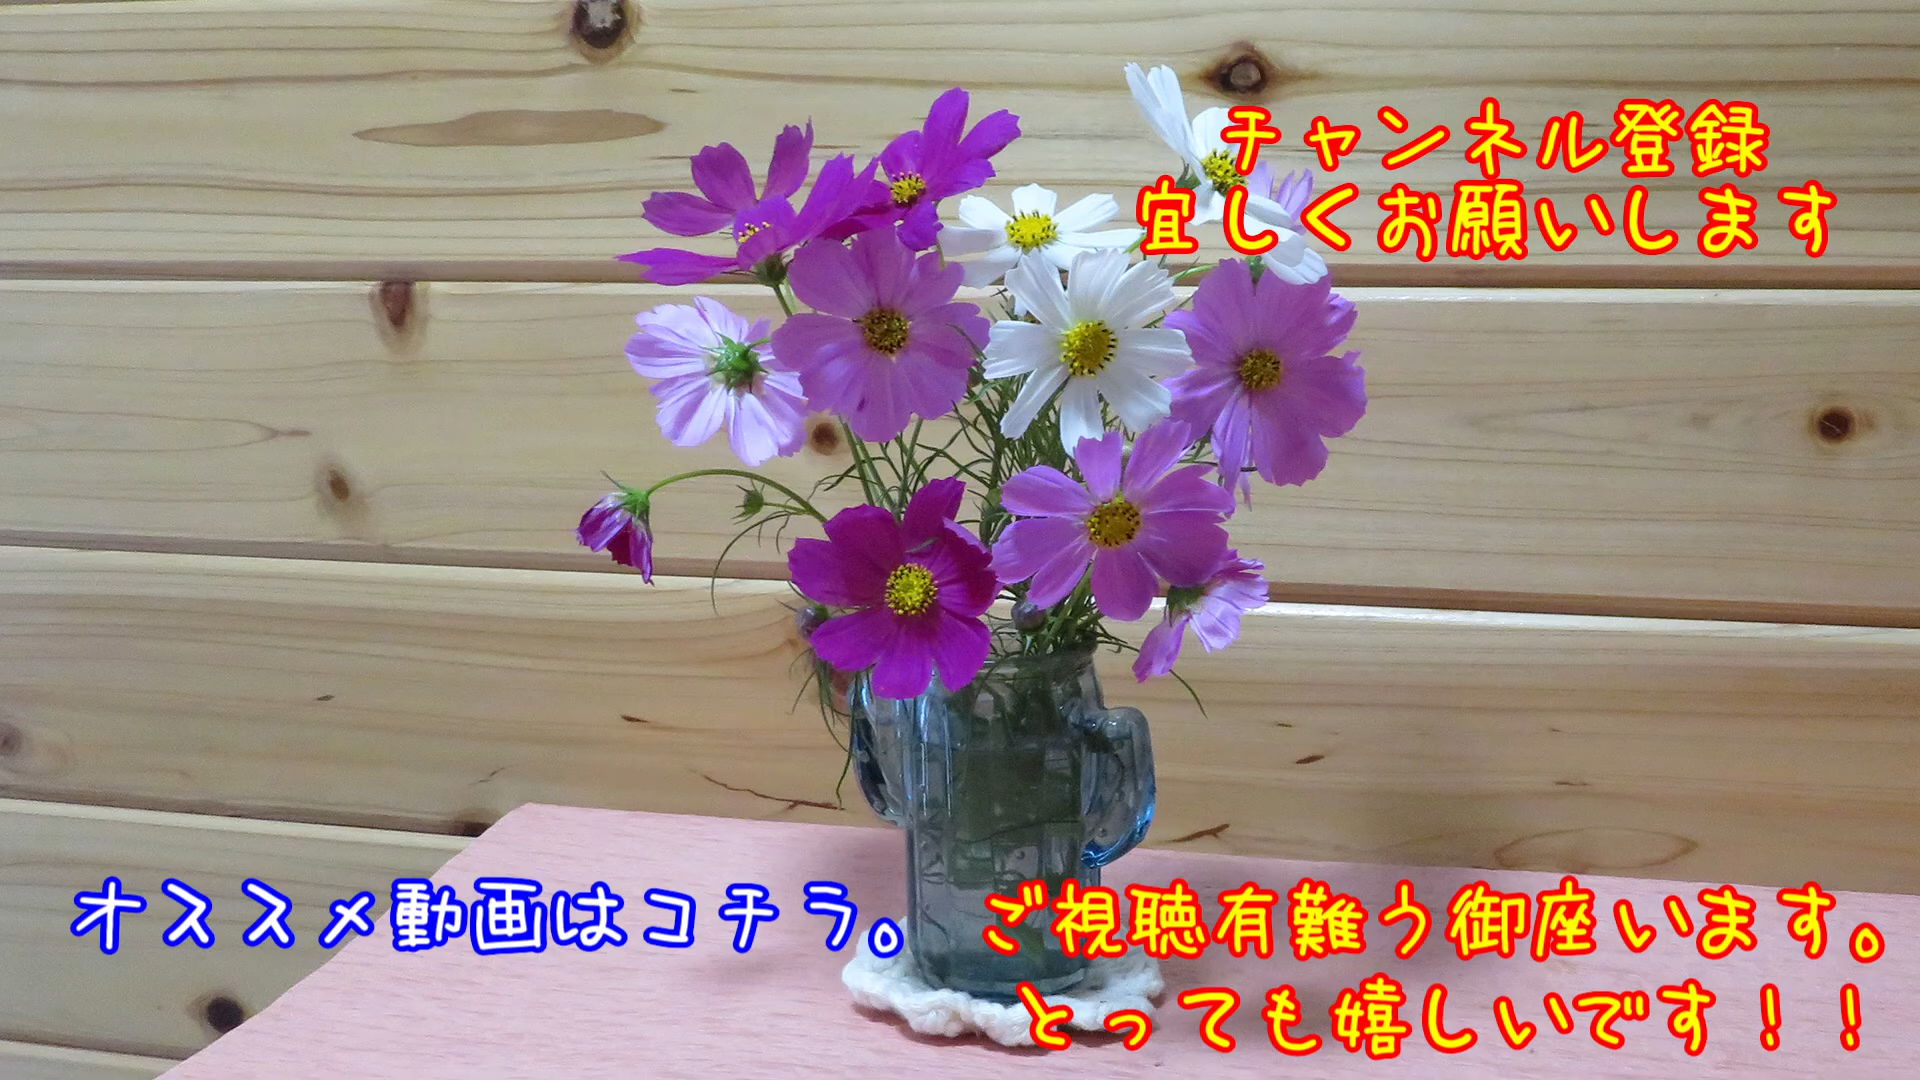 チャンネル登録
宜しくお願いします
オススメ動画はコチラ。
ご視聴有難う御座います。
とっても嬉しいです！！